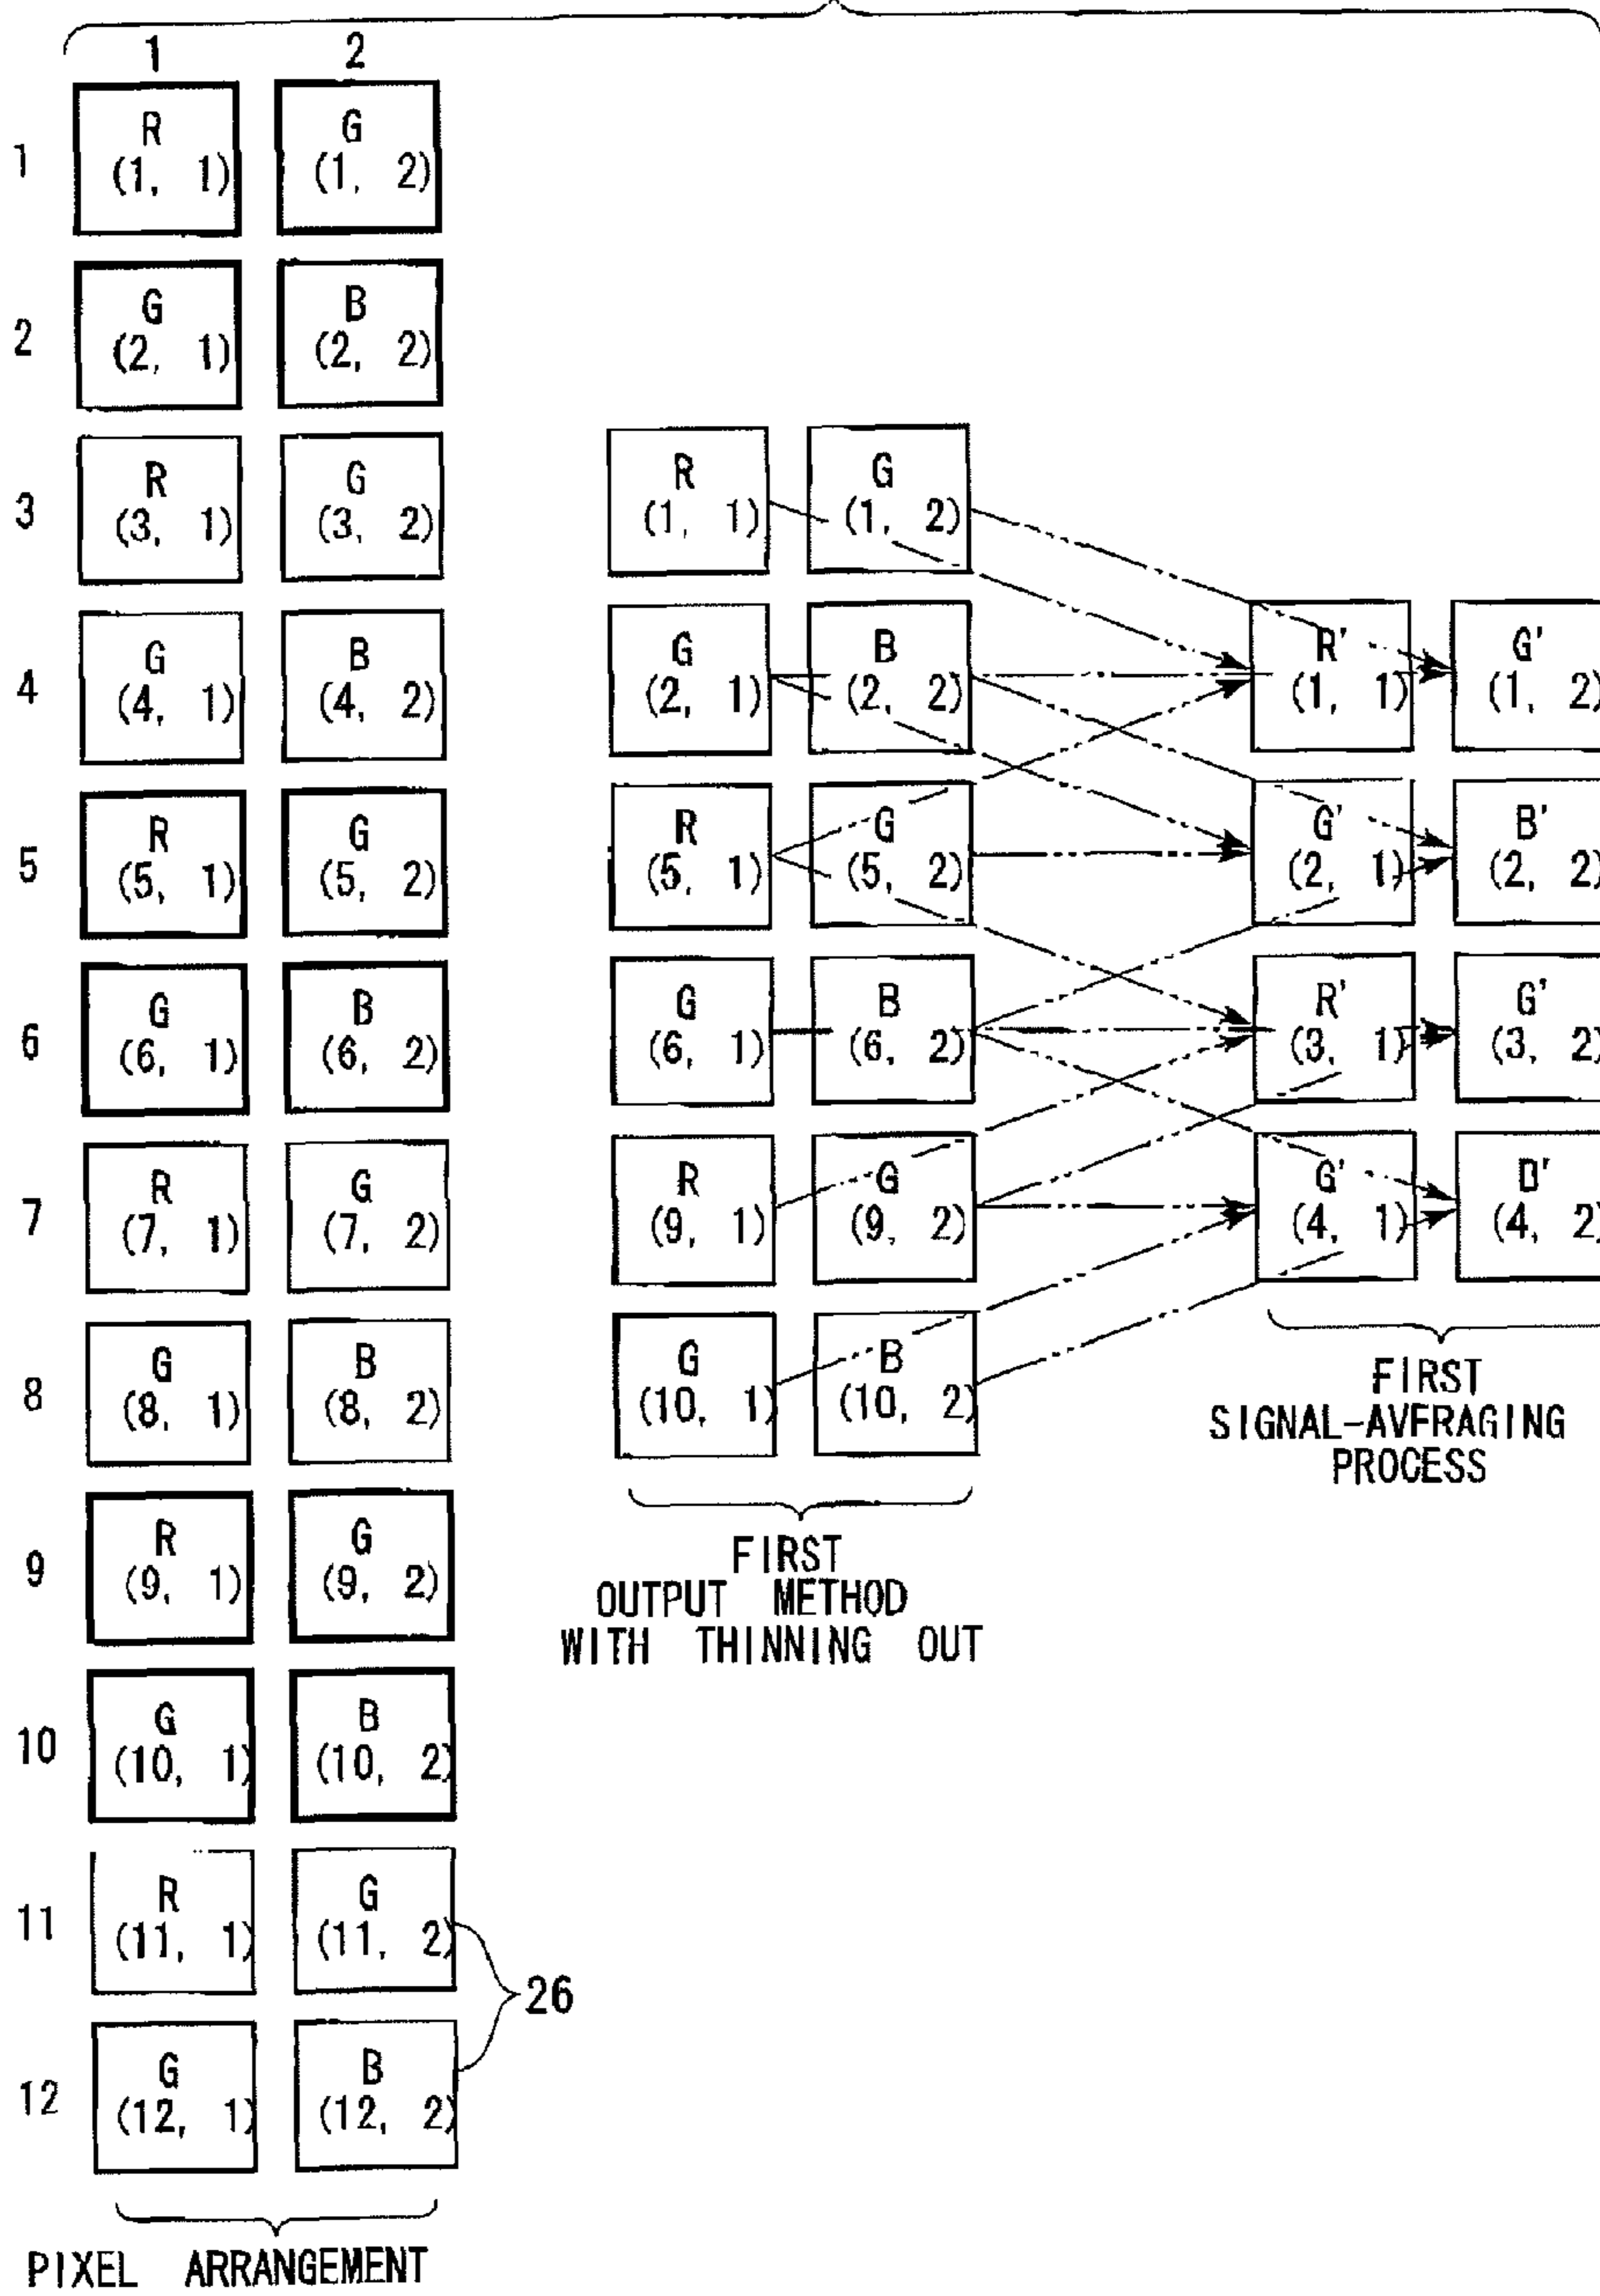 1 2
1 R (1, 1) G (1, 2)
2 G (2, 1) B (2, 2)
3 R (3, 1) G (3, 2)
4 G (4, 1) B (4, 2)
5 R (5, 1) G (5, 2)
6 G (6, 1) B (6, 2)
7 R (7, 1) G (7, 2)
8 G (8, 1) B (8, 2)
9 R (9, 1) G (9, 2)
10 G (10, 1) B (10, 2)
11 R (11, 1) G (11, 2)
12 G (12, 1) B (12, 2)
26
PIXEL ARRANGEMENT
R (1, 1) G (1, 2)
G (2, 1) B (2, 2)
R (5, 1) G (5, 2)
G (6, 1) B (6, 2)
R (9, 1) G (9, 2)
G (10, 1) B (10, 2)
FIRST
OUTPUT METHOD
WITH THINNING OUT
R' (1, 1) G' (1, 2)
G' (2, 1) B' (2, 2)
R' (3, 1) G' (3, 2)
G' (4, 1) B' (4, 2)
FIRST
SIGNAL-AVERAGING
PROCESS